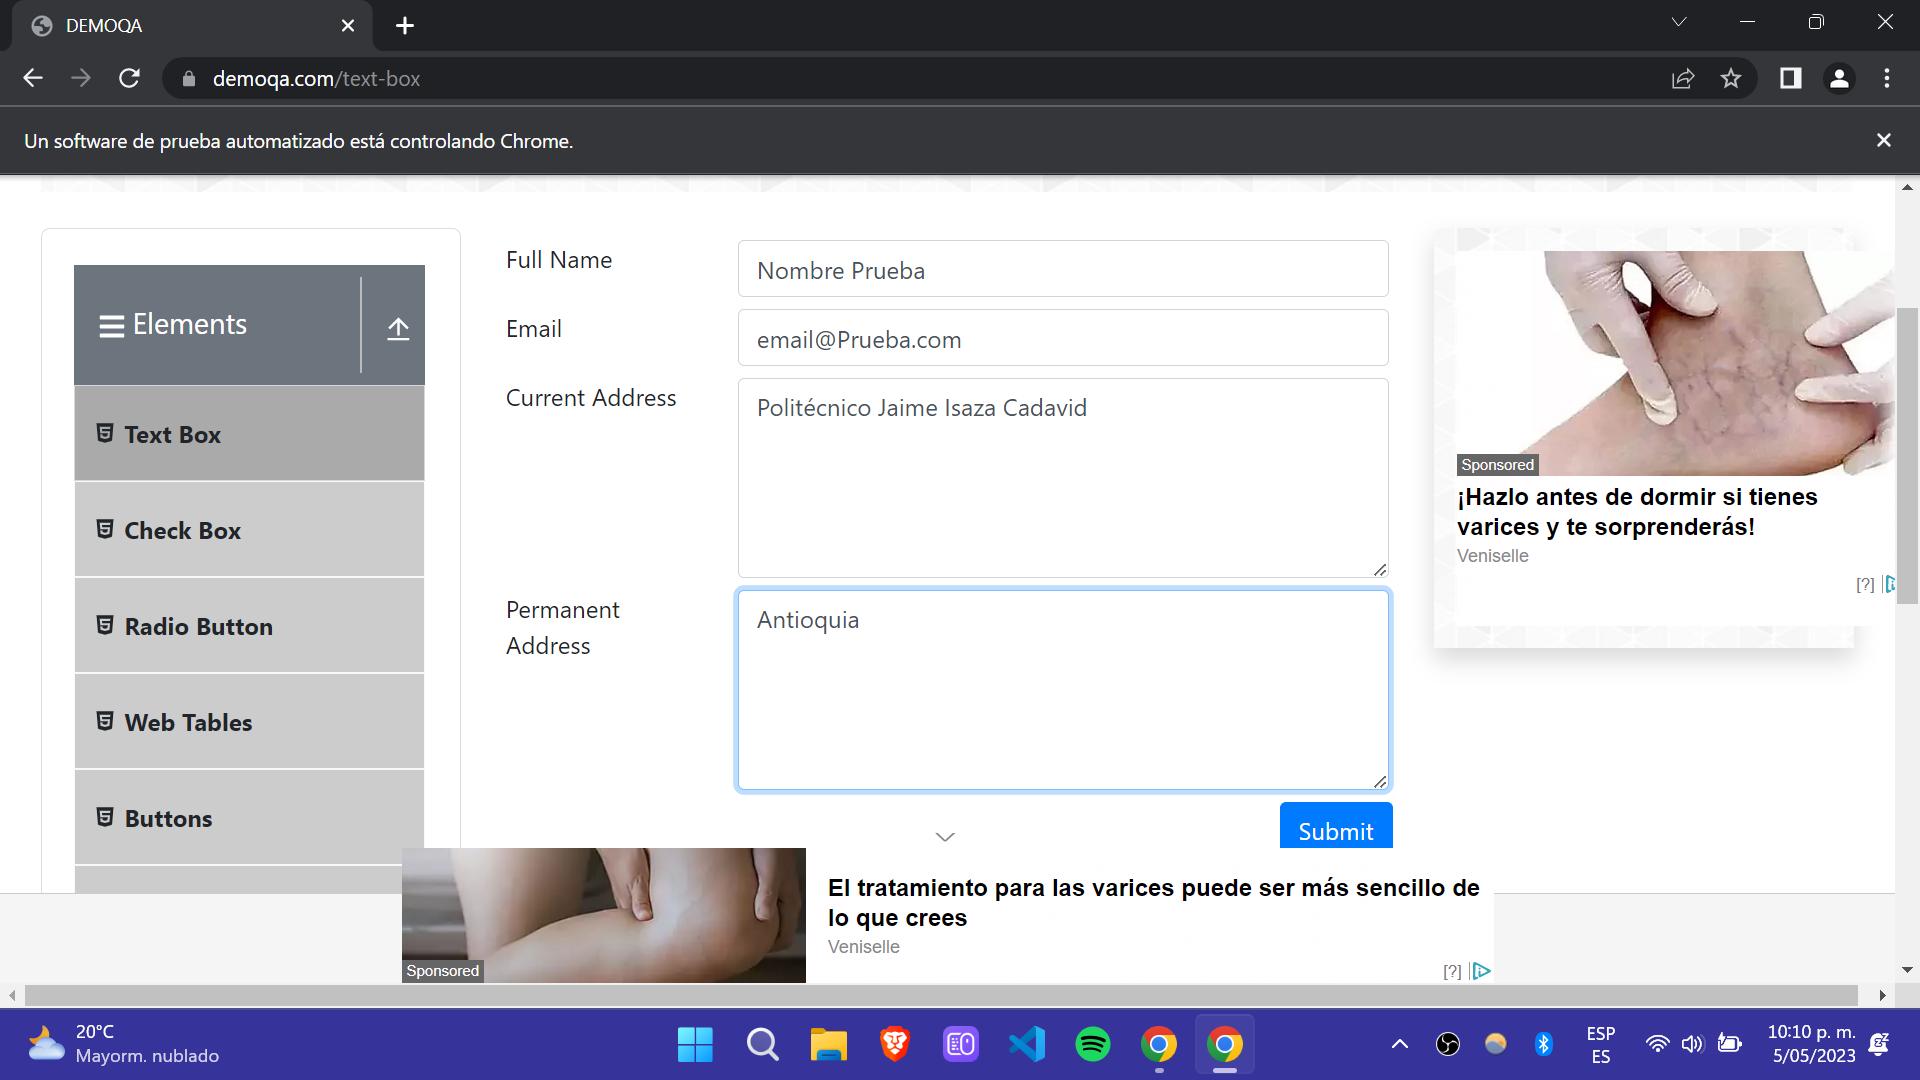 DEMOQA
demoqa.com/text-box
Un software de prueba automatizado está controlando Chrome.
Elements
Text Box
Check Box
Radio Button
Web Tables
Buttons
Full Name
Nombre Prueba
Email
email@Prueba.com
Current Address
Politécnico Jaime Isaza Cadavid
Permanent
Address
Antioquia
Submit
Sponsored
¡Hazlo antes de dormir si tienes
varices y te sorprenderás!
Veniselle
[?]
Sponsored
El tratamiento para las varices puede ser más sencillo de
lo que crees
Veniselle
[?]
20°C
Mayorm. nublado
ESP
ES
10:10 p. m.
5/05/2023